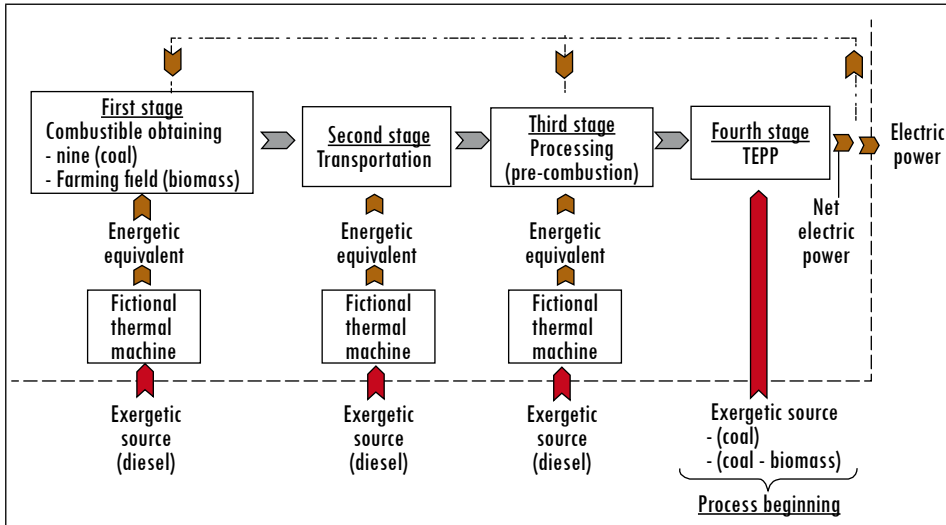 First stage
Combustible obtaining
- nine (coal)
- Farming field (biomass)
Second stage
Transportation
Third stage
Processing
(pre-combustion)
Fourth stage
TEPP
Electric
power
Net
electric
power
Energetic
equivalent
Energetic
equivalent
Energetic
equivalent
Fictional
thermal
machine
Fictional
thermal
machine
Fictional
thermal
machine
Exergetic
source
(diesel)
Exergetic
source
(diesel)
Exergetic
source
(diesel)
Exergetic source
- (coal)
- (coal - biomass)
Process beginning